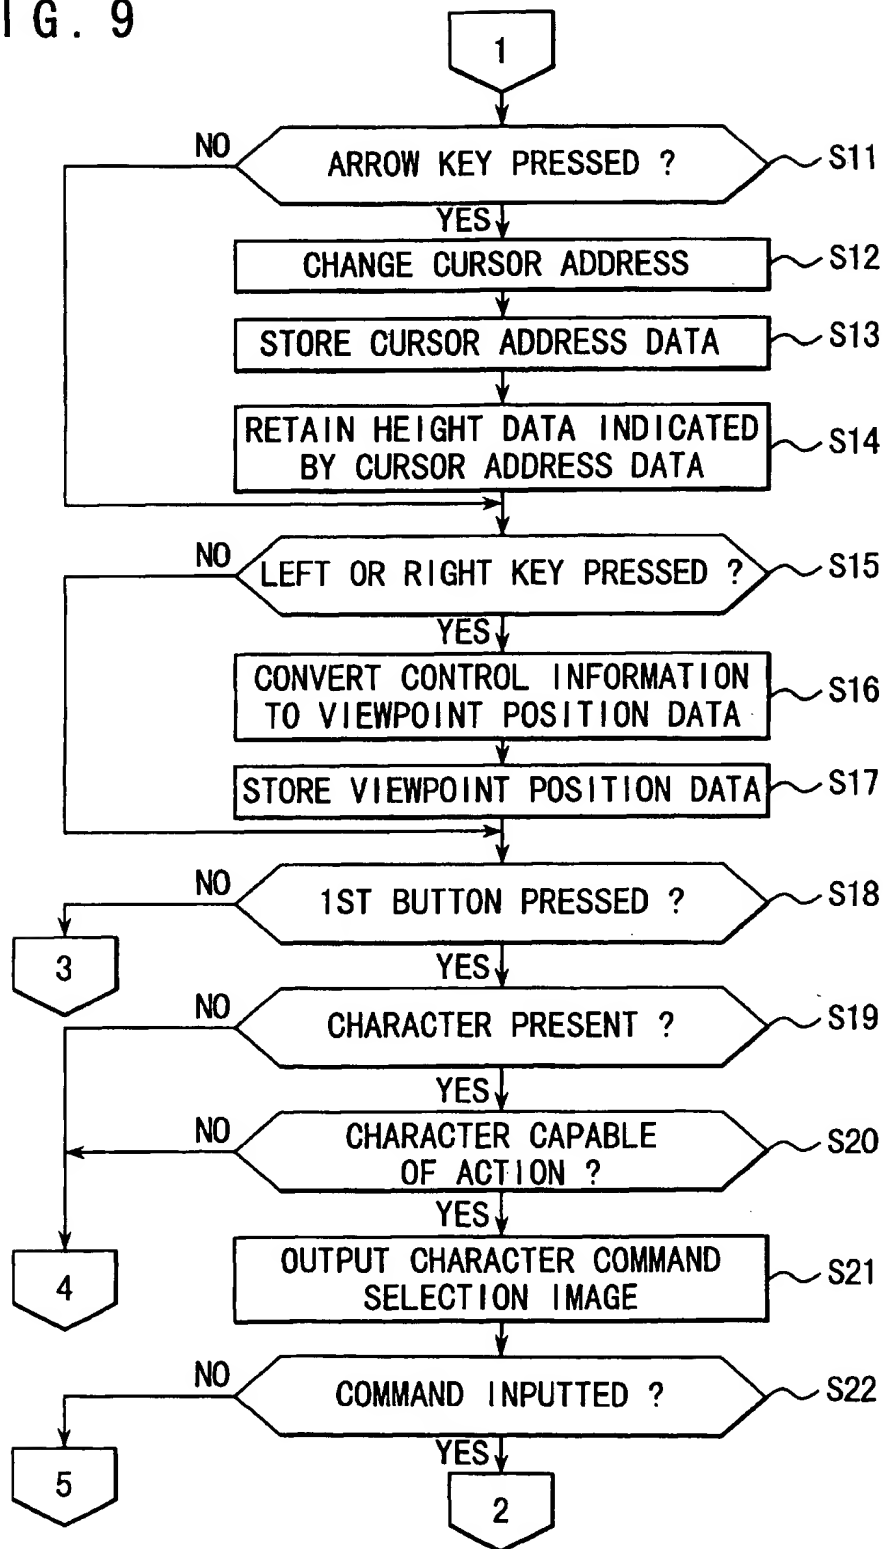 IG. 9
1
NO
ARROW KEY PRESSED ?
S11
YES
CHANGE CURSOR ADDRESS
S12
STORE CURSOR ADDRESS DATA
S13
RETAIN HEIGHT DATA INDICATED
BY CURSOR ADDRESS DATA
S14
NO
LEFT OR RIGHT KEY PRESSED ?
S15
YES
CONVERT CONTROL INFORMATION
TO VIEWPOINT POSITION DATA
S16
STORE VIEWPOINT POSITION DATA
S17
NO
1ST BUTTON PRESSED ?
S18
3
YES
NO
CHARACTER PRESENT ?
S19
YES
NO
CHARACTER CAPABLE
OF ACTION ?
S20
YES
4
OUTPUT CHARACTER COMMAND
SELECTION IMAGE
S21
NO
COMMAND INPUTTED ?
S22
YES
5
2